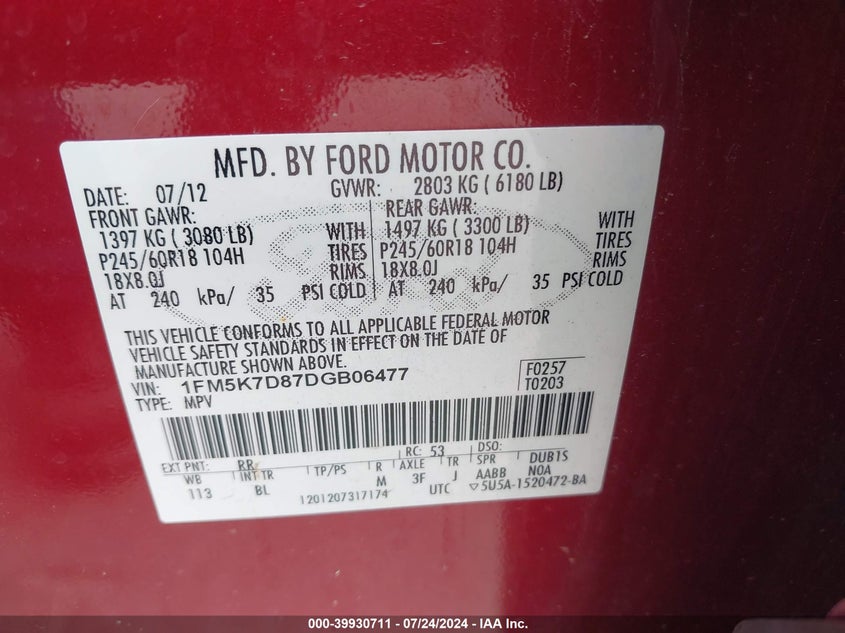 MFD. BY FORD MOTOR CO.
DATE: 07/12 GVWR: 2803 KG ( 6180 LB)
FRONT GAWR: REAR GAWR:
1397 KG ( 3080 LB) WITH 1497 KG ( 3300 LB) WITH
P245/60R18 104H TIRES P245/60R18 104H TIRES
18X8.0J RIMS 18X8.0J RIMS
AT 240 kPa/ 35 PSI COLD AT 240 kPa/ 35 PSI COLD
THIS VEHICLE CONFORMS TO ALL APPLICABLE FEDERAL MOTOR
VEHICLE SAFETY STANDARDS IN EFFECT ON THE DATE OF
MANUFACTURE SHOWN ABOVE.
VIN: 1FM5K7D87DGB06477 F0257
TYPE: MPV T0203
EXT PNT: RR RC: 53 DSO:
WB INT TR TP/PS R AXLE TR SPR DUB1S
113 BL M 3F J AABB NOA
1201207317174 UTC ▽5U5A-1520472-BA
000-39930711 - 07/24/2024 - IAA Inc.